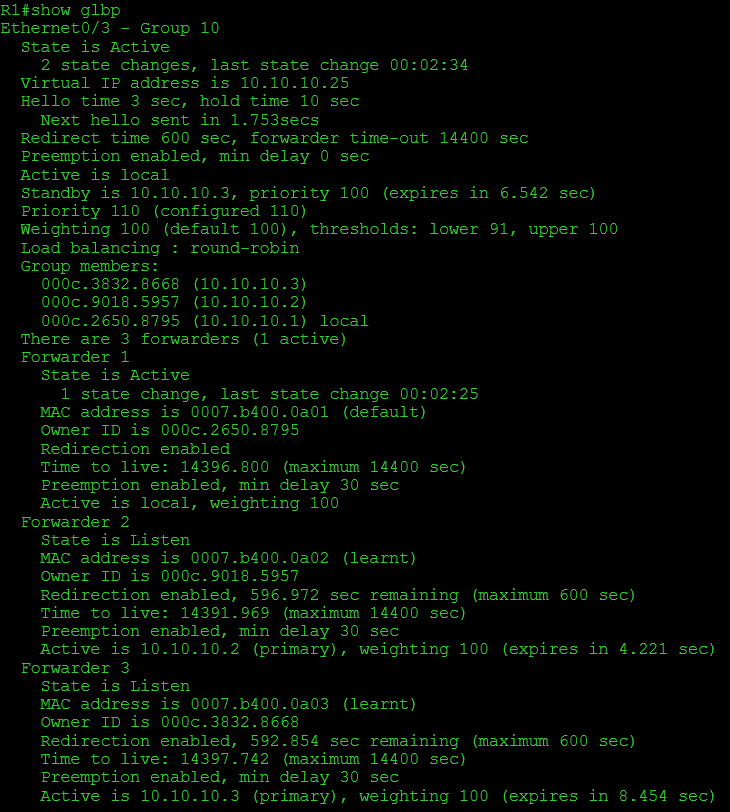 R1#show glbp
Ethernet0/3 - Group 10
  State is Active
    2 state changes, last state change 00:02:34
  Virtual IP address is 10.10.10.25
  Hello time 3 sec, hold time 10 sec
    Next hello sent in 1.753secs
  Redirect time 600 sec, forwarder time-out 14400 sec
  Preemption enabled, min delay 0 sec
  Active is local
  Standby is 10.10.10.3, priority 100 (expires in 6.542 sec)
  Priority 110 (configured 110)
  Weighting 100 (default 100), thresholds: lower 91, upper 100
  Load balancing : round-robin
  Group members:
    000c.3832.8668 (10.10.10.3)
    000c.9018.5957 (10.10.10.2)
    000c.2650.8795 (10.10.10.1) local
  There are 3 forwarders (1 active)
  Forwarder 1
    State is Active
      1 state change, last state change 00:02:25
    MAC address is 0007.b400.0a01 (default)
    Owner ID is 000c.2650.8795
    Redirection enabled
    Time to live: 14396.800 (maximum 14400 sec)
    Preemption enabled, min delay 30 sec
    Active is local, weighting 100
  Forwarder 2
    State is Listen
    MAC address is 0007.b400.0a02 (learnt)
    Owner ID is 000c.9018.5957
    Redirection enabled, 596.972 sec remaining (maximum 600 sec)
    Time to live: 14391.969 (maximum 14400 sec)
    Preemption enabled, min delay 30 sec
    Active is 10.10.10.2 (primary), weighting 100 (expires in 4.221 sec)
  Forwarder 3
    State is Listen
    MAC address is 0007.b400.0a03 (learnt)
    Owner ID is 000c.3832.8668
    Redirection enabled, 592.854 sec remaining (maximum 600 sec)
    Time to live: 14397.742 (maximum 14400 sec)
    Preemption enabled, min delay 30 sec
    Active is 10.10.10.3 (primary), weighting 100 (expires in 8.454 sec)